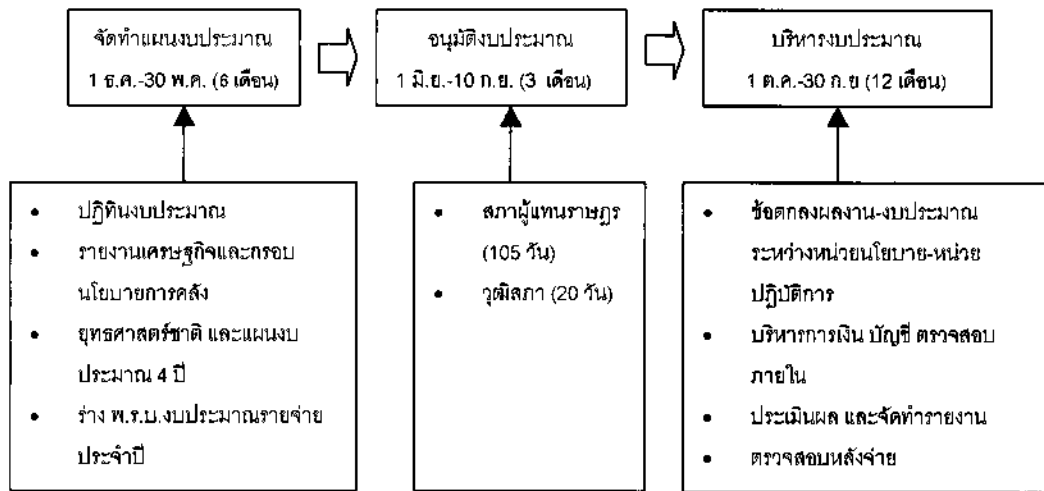 จัดทำแผนงบประมาณ
1 ธ.ค.-30 พ.ค. (6 เดือน)
อนุมัติงบประมาณ
1 มิ.ย.-10 ก.ย. (3 เดือน)
บริหารงบประมาณ
1 ต.ค.-30 ก.ย (12 เดือน)
• ปฏิทินงบประมาณ
• รายงานเศรษฐกิจและกรอบ
นโยบายการคลัง
• ยุทธศาสตร์ชาติ และแผนงบ
ประมาณ 4 ปี
• ร่าง พ.ร.บ.งบประมาณรายจ่าย
ประจำปี
• สภาผู้แทนราษฎร
(105 วัน)
• วุฒิสภา (20 วัน)
• ข้อตกลงผลงาน-งบประมาณ
ระหว่างหน่วยนโยบาย-หน่วย
ปฏิบัติการ
• บริหารการเงิน บัญชี ตรวจสอบ
ภายใน
• ประเมินผล และจัดทำรายงาน
• ตรวจสอบหลังจ่าย